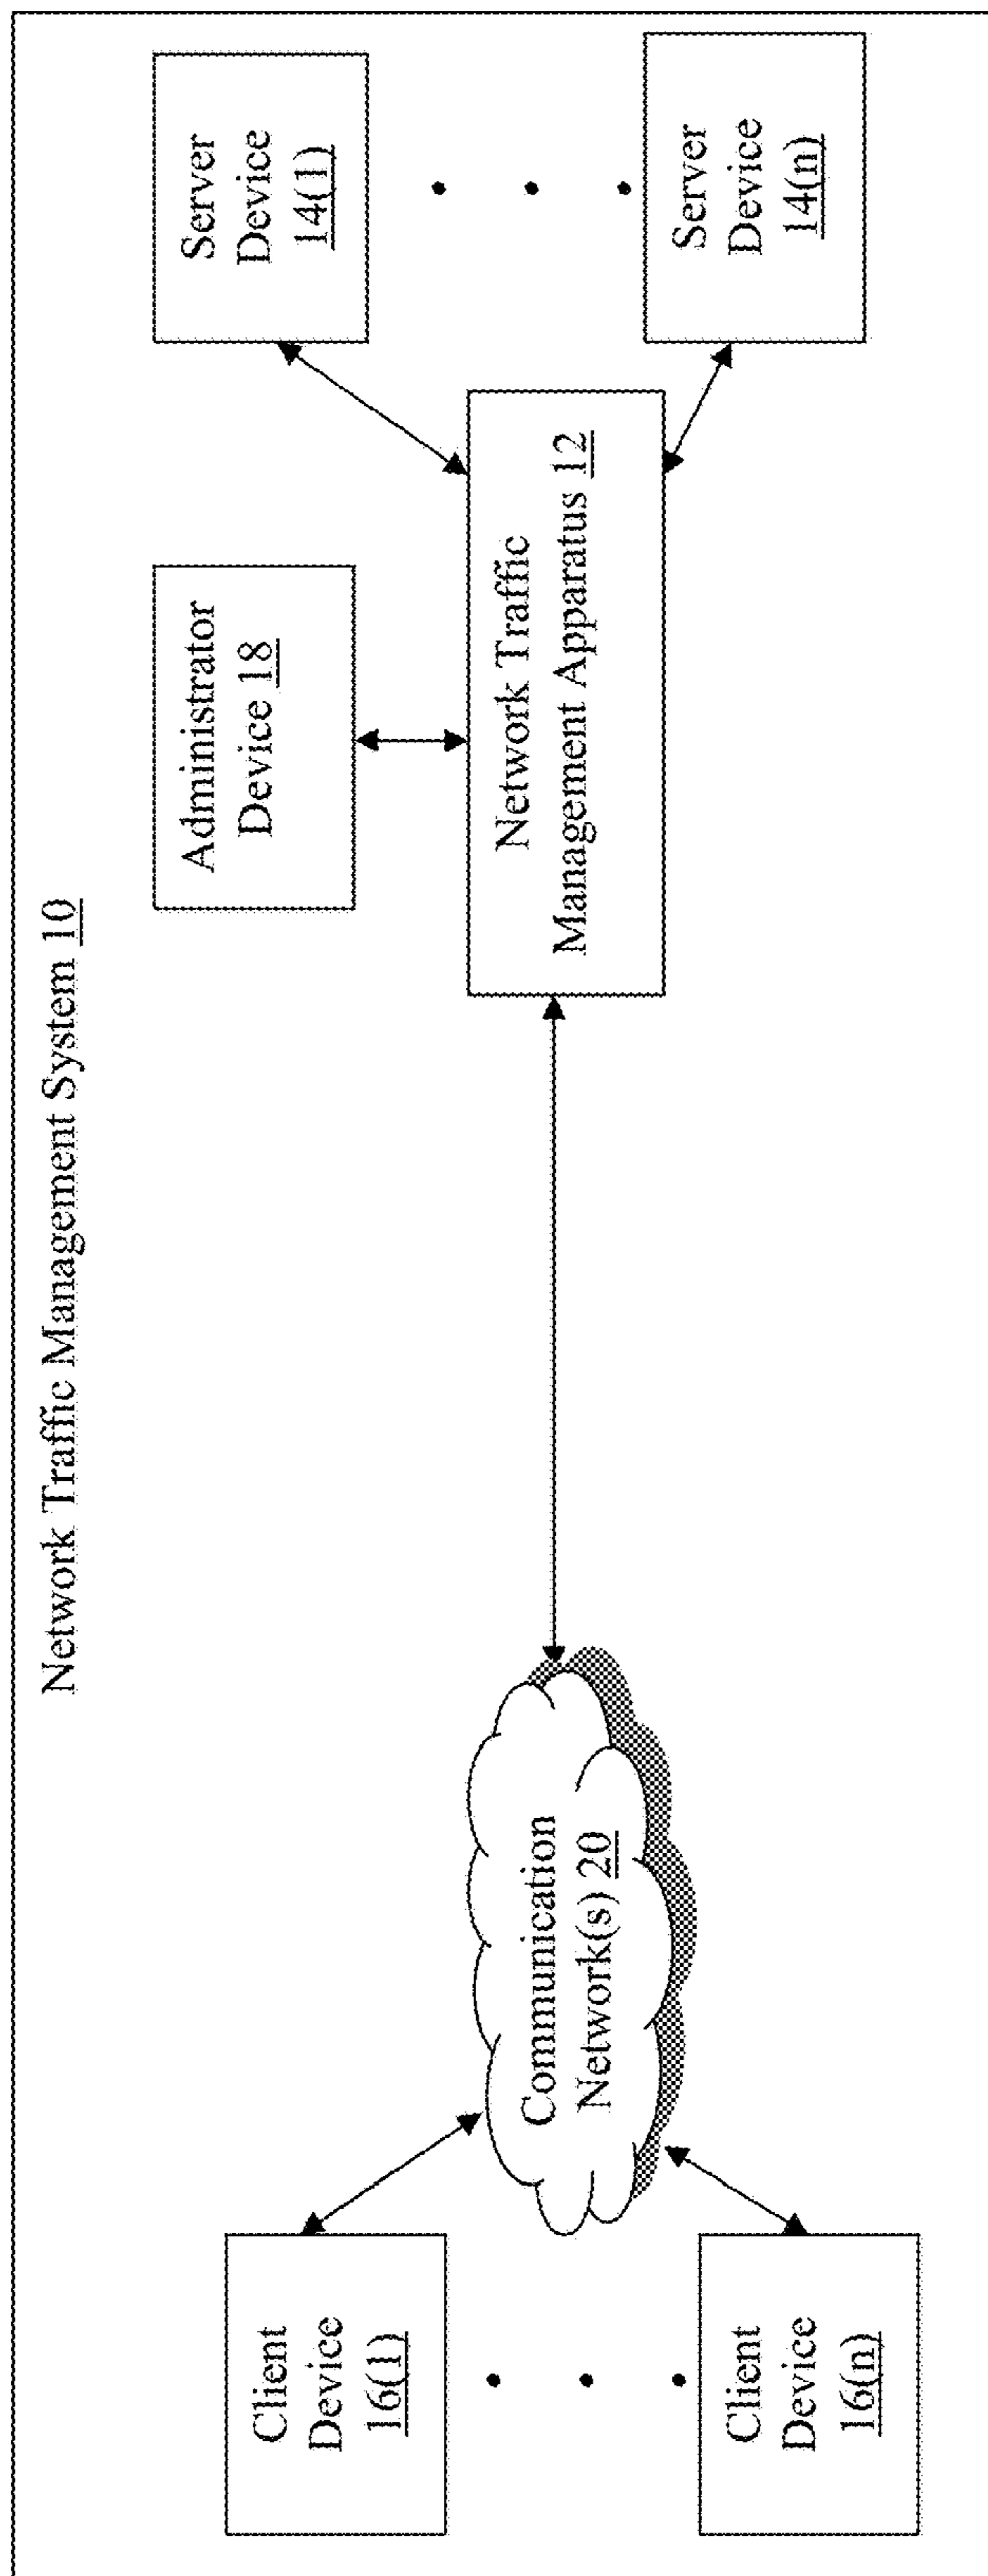 Network Traffic Management System 10
Client
Device
16(1)
Client
Device
16(n)
Communication
Network(s) 20
Administrator
Device 18
Network Traffic
Management Apparatus 12
Server
Device
14(1)
Server
Device
14(n)